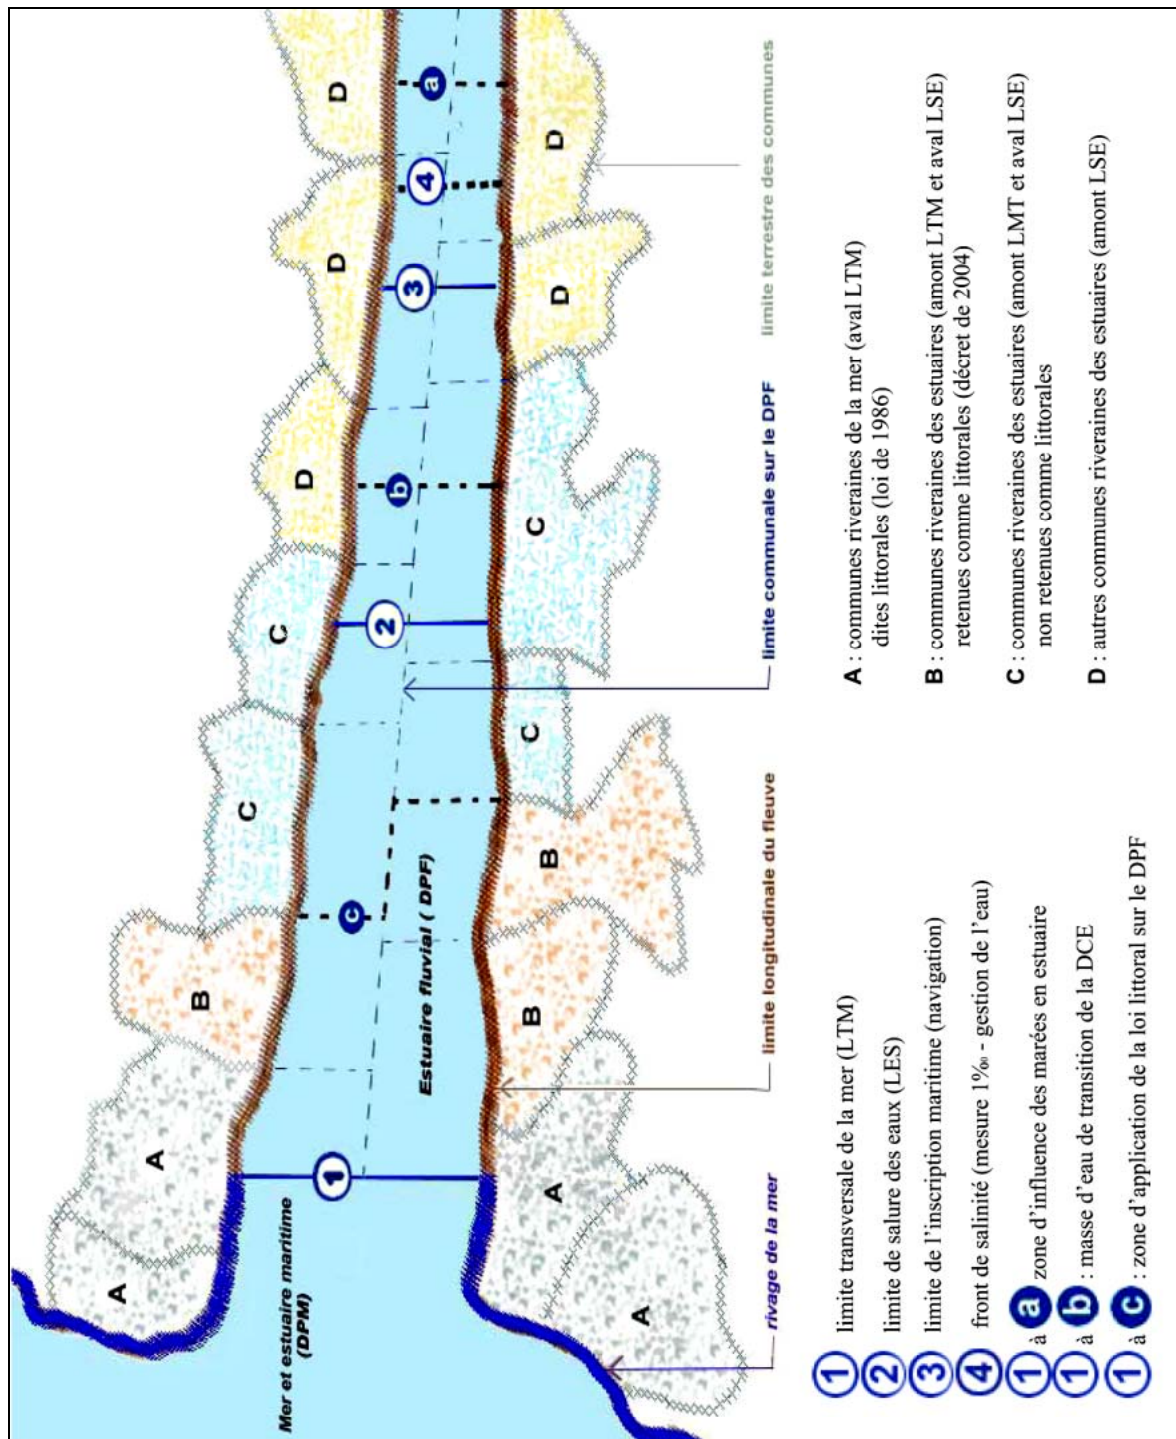 A
A
B
C
C
D
D
D
Mer et estuaire maritime
(DPM)
1
c
2
b
3
4
a
Estuaire fluvial ( DPF)
A
A
B
B
C
C
D
D
rivage de la mer
limite longitudinale du fleuve
limite communale sur le DPF
limite terrestre des communes
1 limite transversale de la mer (LTM)
2 limite de salure des eaux (LES)
3 limite de l'inscription maritime (navigation)
4 front de salinité (mesure 1‰ - gestion de l'eau)
1 à a zone d'influence des marées en estuaire
1 à b : masse d'eau de transition de la DCE
1 à c : zone d'application de la loi littoral sur le DPF
A : communes riveraines de la mer (aval LTM)
dites littorales (loi de 1986)
B : communes riveraines des estuaires (amont LTM et aval LSE)
retenues comme littorales (décret de 2004)
C : communes riveraines des estuaires (amont LMT et aval LSE)
non retenues comme littorales
D : autres communes riveraines des estuaires (amont LSE)